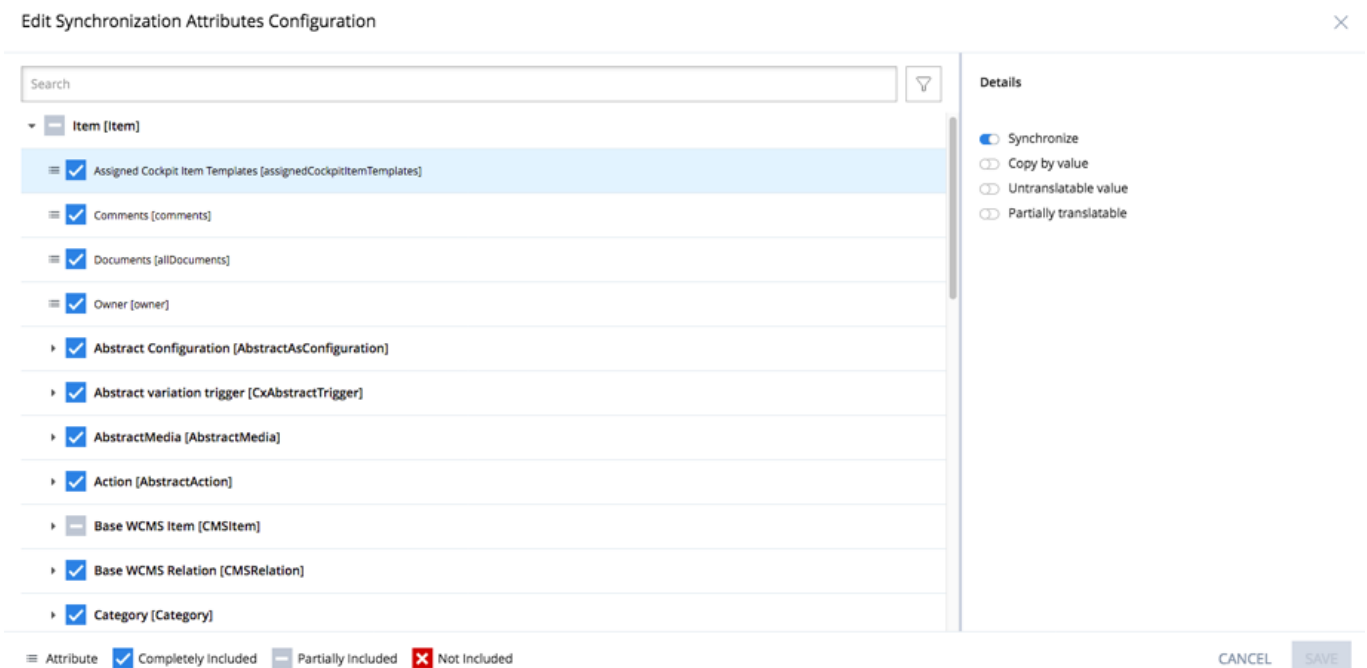 Edit Synchronization Attributes Configuration
Search
Details
Item [Item]
Synchronize
Assigned Cockpit Item Templates [assignedCockpitItemTemplates]
Copy by value
Untranslatable value
Comments [comments]
Partially translatable
Documents [allDocuments]
Owner [owner]
Abstract Configuration [AbstractAsConfiguration]
Abstract variation trigger [CxAbstractTrigger]
AbstractMedia [AbstractMedia]
Action [AbstractAction]
Base WCMS Item [CMSItem]
Base WCMS Relation [CMSRelation]
Category [Category]
Attribute Completely Included Partially Included Not Included CANCEL SAVE